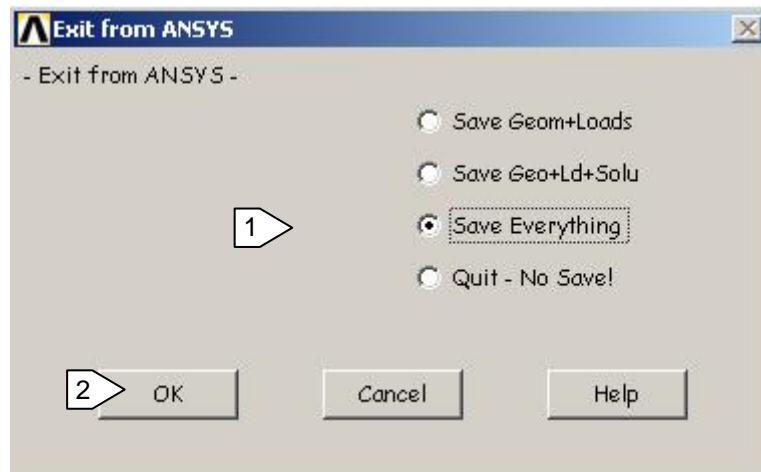 Exit from ANSYS
- Exit from ANSYS -
Save Geom+Loads
Save Geo+Ld+Solu
1
Save Everything
Quit - No Save!
2
OK
Cancel
Help